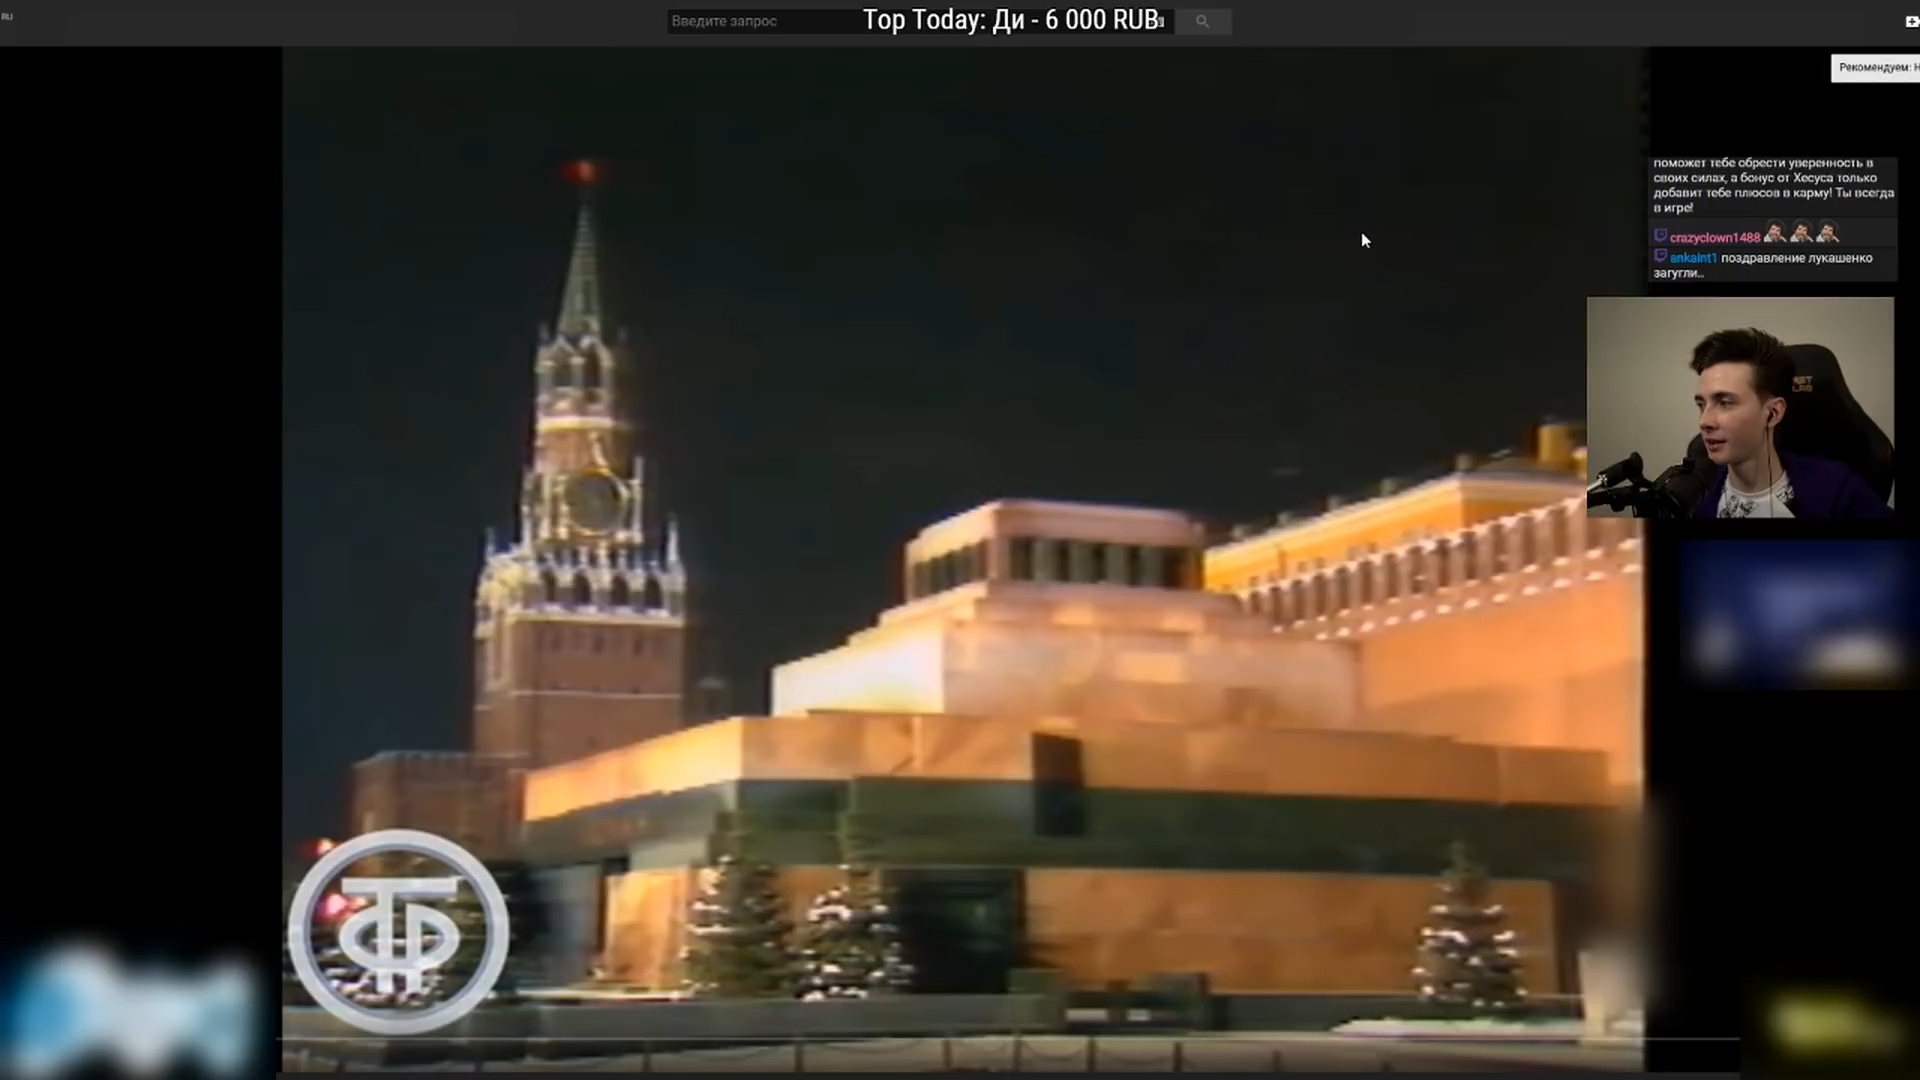 RU
Введите запрос
Top Today: Ди - 6 000 RUB
Рекомендуем: Н
поможет тебе обрести уверенность в
своих силах, а бонус от Хесуса только
добавит тебе плюсов в карму! Ты всегда
в игре!
crazyclown1488
ankaint1 поздравление лукашенко
загугли..